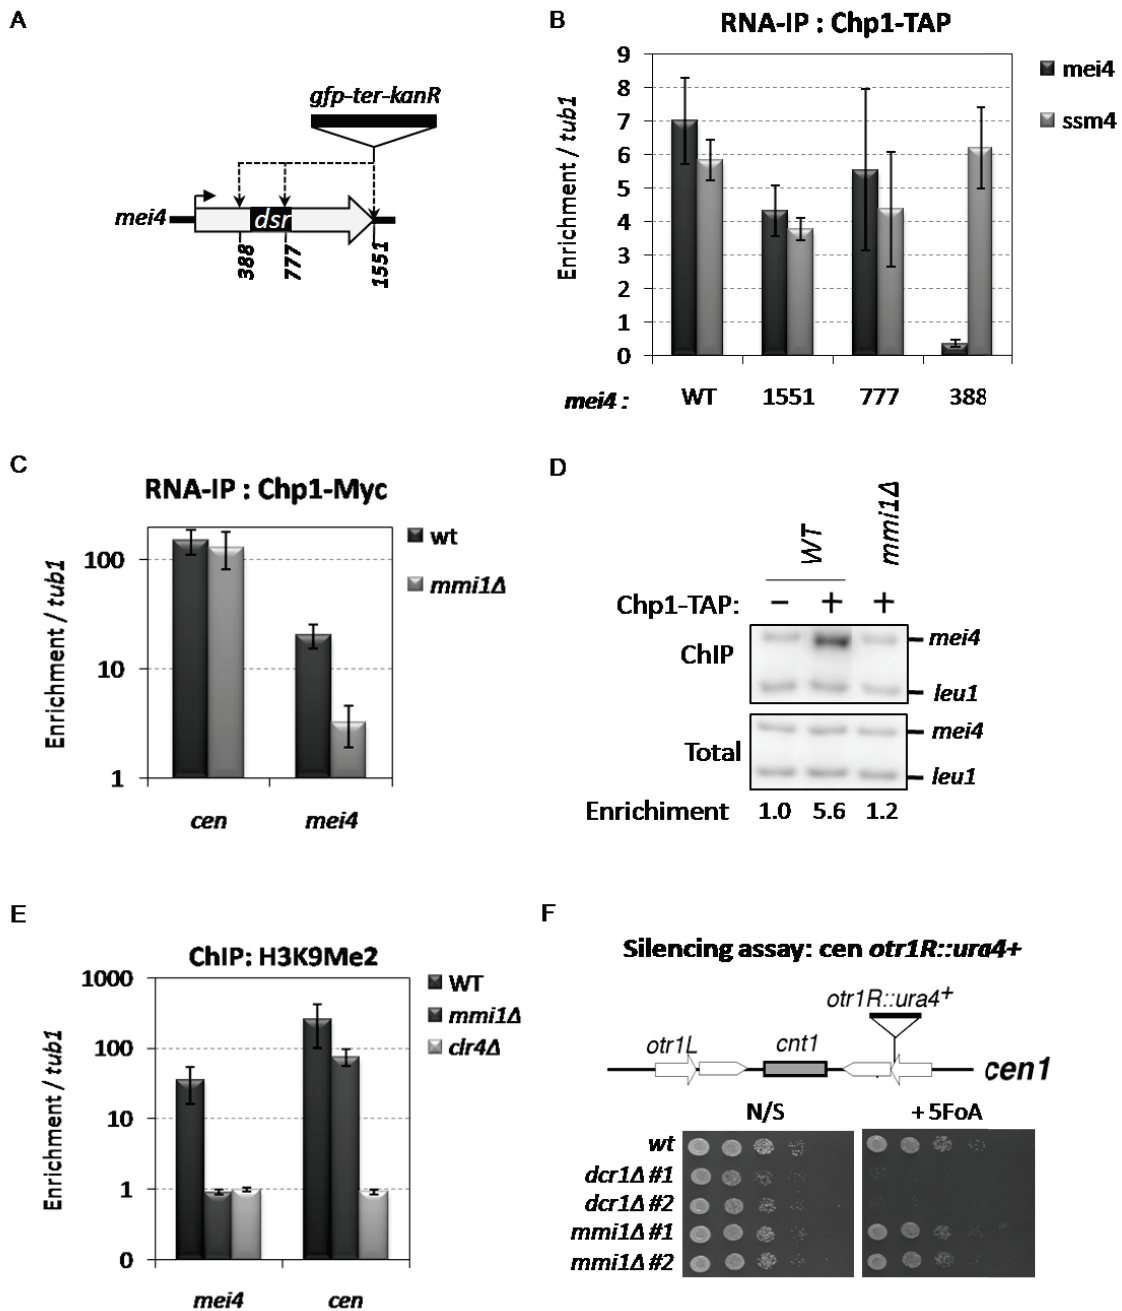 A
gfp-ter-kanR
mei4
dsr
388
777
1551
B
RNA-IP : Chp1-TAP
Enrichment / tub1
9
8
7
6
5
4
3
2
1
0
mei4
ssm4
mei4 : WT 1551 777 388
C
RNA-IP : Chp1-Myc
Enrichment / tub1
100
10
1
wt
mmi1Δ
cen mei4
D
WT
mmi1Δ
Chp1-TAP: − + +
ChIP
mei4
leu1
Total
mei4
leu1
Enrichiment 1.0 5.6 1.2
E
ChIP: H3K9Me2
Enrichment / tub1
1000
100
10
1
0
WT
mmi1Δ
clr4Δ
mei4 cen
F
Silencing assay: cen otr1R::ura4+
otr1R::ura4+
otr1L
cnt1
cen1
N/S + 5FoA
wt
dcr1Δ #1
dcr1Δ #2
mmi1Δ #1
mmi1Δ #2